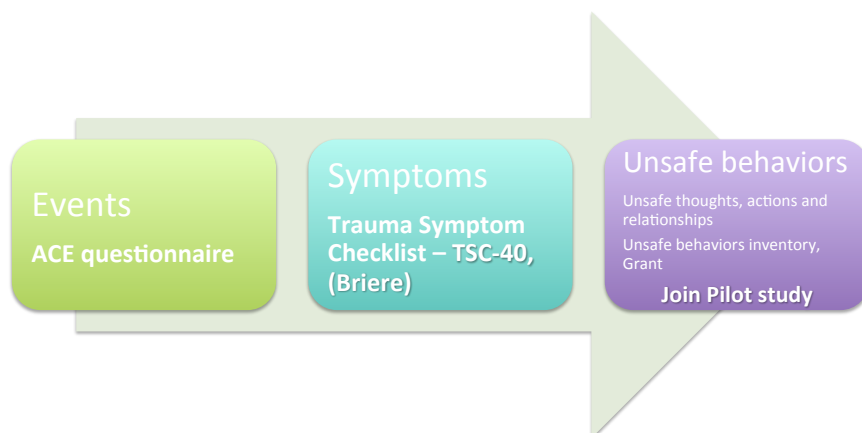 Events
ACE questionnaire
Symptoms
Trauma Symptom
Checklist – TSC-40,
(Briere)
Unsafe behaviors
Unsafe thoughts, actions and
relationships
Unsafe behaviors inventory,
Grant
Join Pilot study